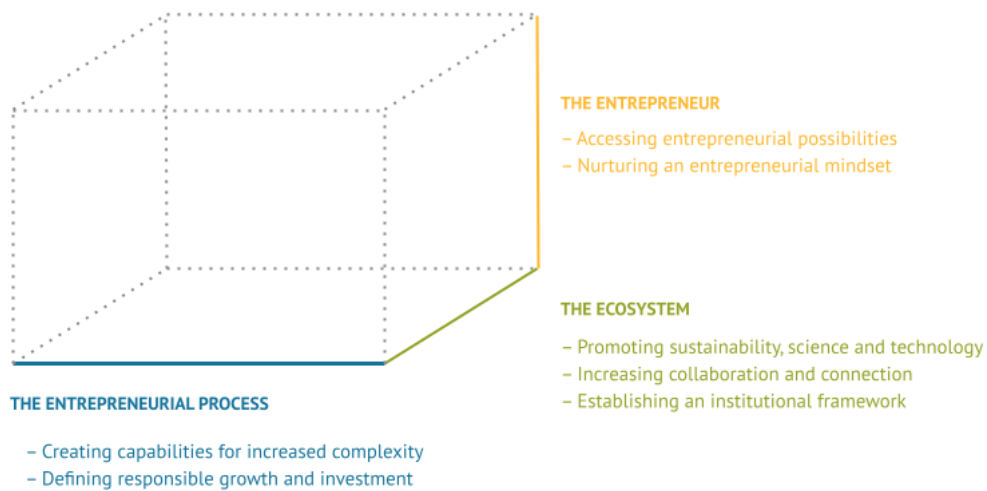 THE ENTREPRENEUR
– Accessing entrepreneurial possibilities
– Nurturing an entrepreneurial mindset
THE ECOSYSTEM
– Promoting sustainability, science and technology
– Increasing collaboration and connection
– Establishing an institutional framework
THE ENTREPRENEURIAL PROCESS
– Creating capabilities for increased complexity
– Defining responsible growth and investment